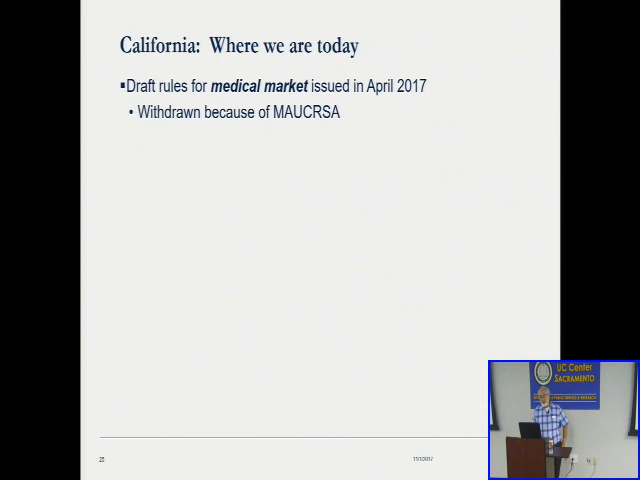 California: Where we are today
▪Draft rules for medical market issued in April 2017
• Withdrawn because of MAUCRSA
25
UC Center
SACRAMENTO